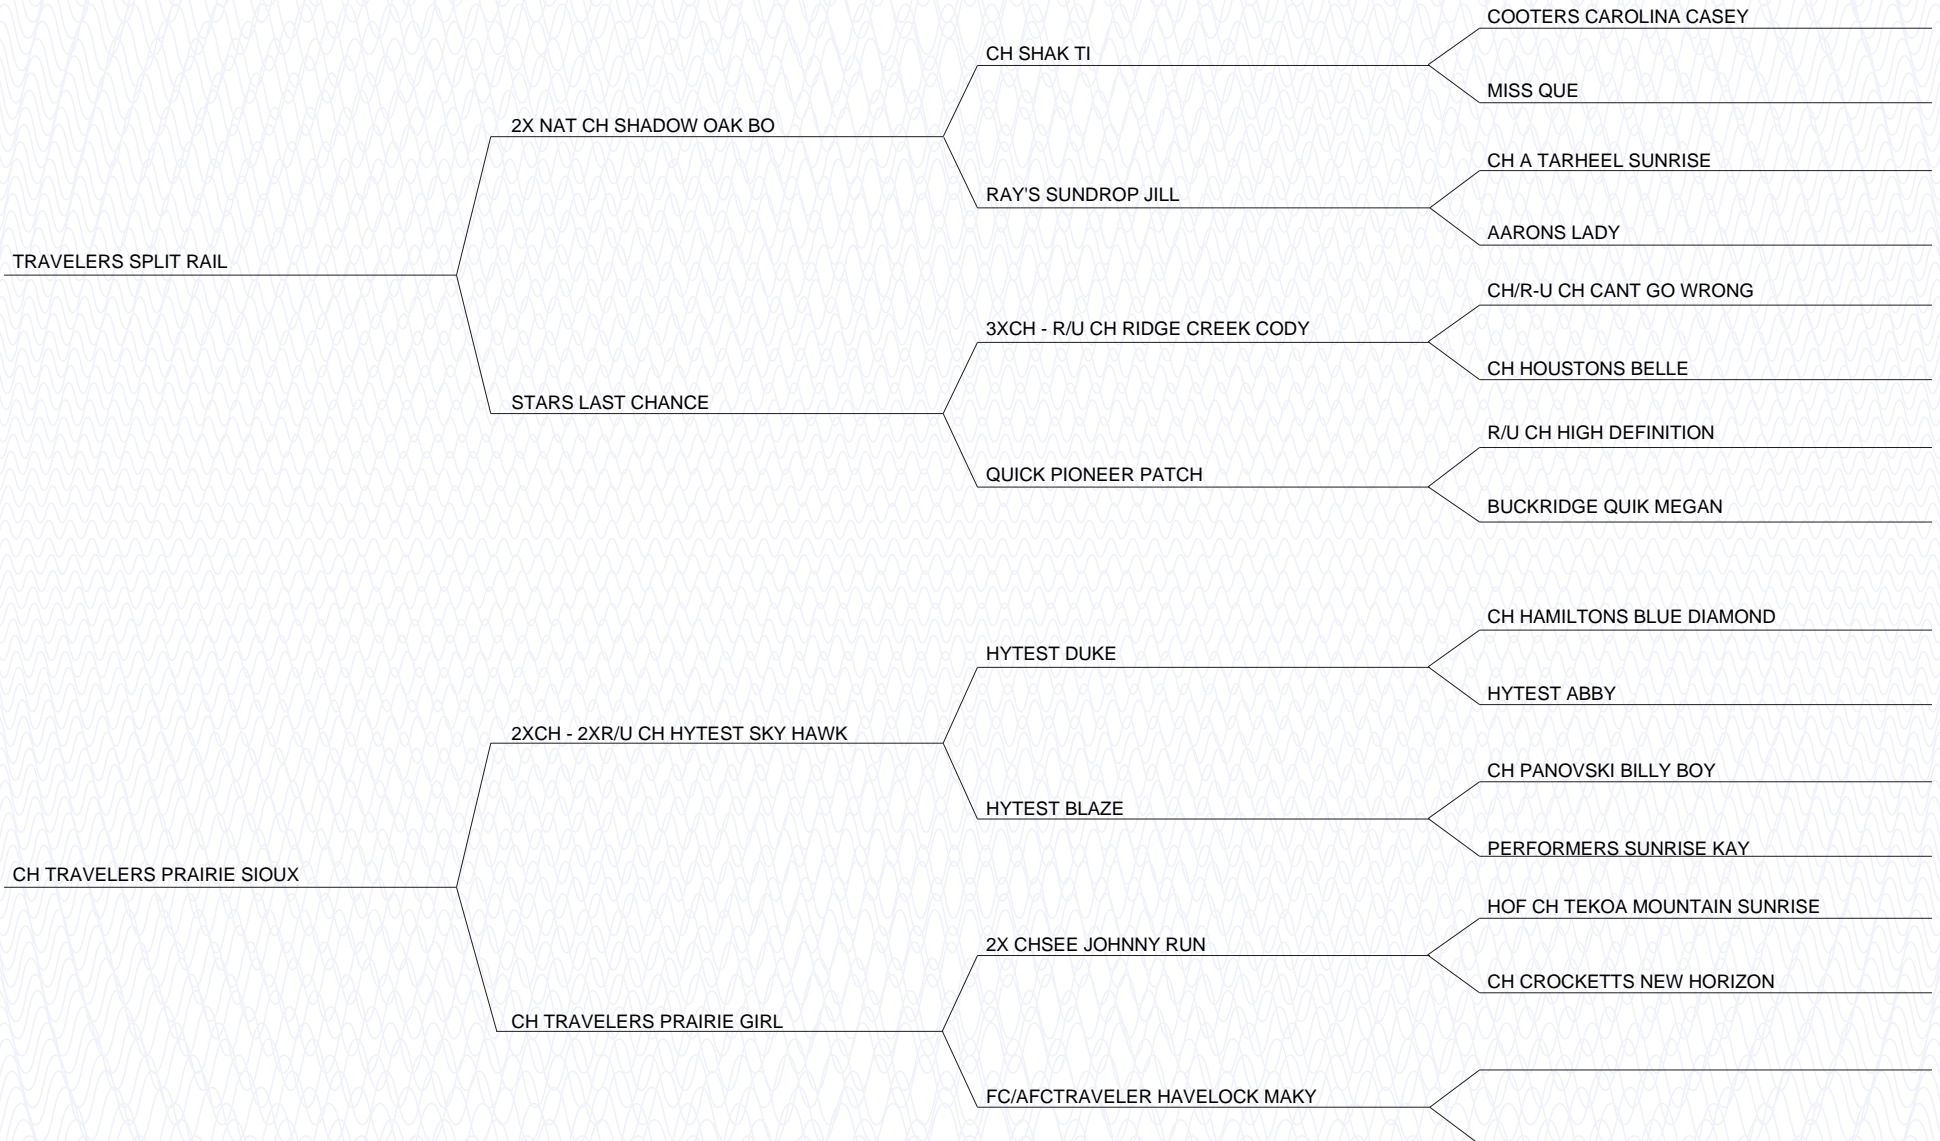 COOTERS CAROLINA CASEY
CH SHAK TI
MISS QUE
2X NAT CH SHADOW OAK BO
CH A TARHEEL SUNRISE
RAY'S SUNDROP JILL
AARONS LADY
TRAVELERS SPLIT RAIL
CH/R-U CH CANT GO WRONG
3XCH - R/U CH RIDGE CREEK CODY
CH HOUSTONS BELLE
STARS LAST CHANCE
R/U CH HIGH DEFINITION
QUICK PIONEER PATCH
BUCKRIDGE QUIK MEGAN
CH HAMILTONS BLUE DIAMOND
HYTEST DUKE
HYTEST ABBY
2XCH - 2XR/U CH HYTEST SKY HAWK
CH PANOVSKI BILLY BOY
HYTEST BLAZE
PERFORMERS SUNRISE KAY
CH TRAVELERS PRAIRIE SIOUX
HOF CH TEKOA MOUNTAIN SUNRISE
2X CHSEE JOHNNY RUN
CH CROCKETTS NEW HORIZON
CH TRAVELERS PRAIRIE GIRL
FC/AFCTRAVELER HAVELOCK MAKY